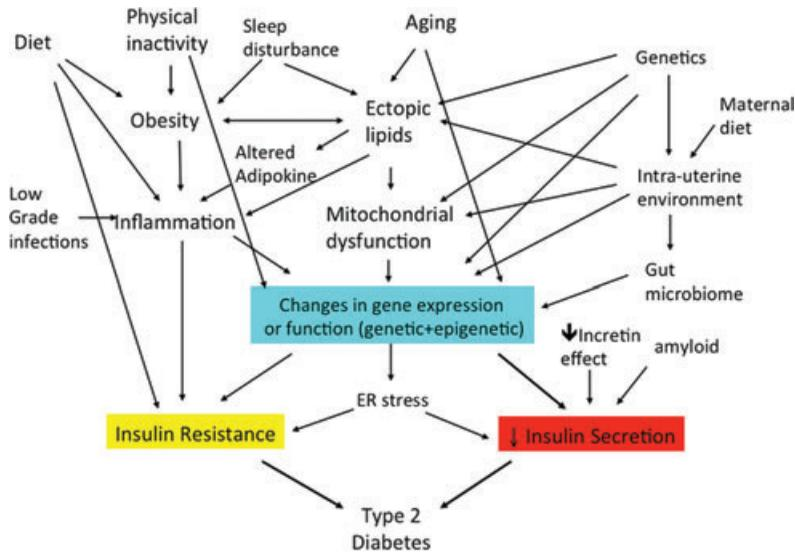 Diet
Physical
inactivity
Sleep
disturbance
Aging
Genetics
Maternal
diet
Obesity
Ectopic
lipids
Altered
Adipokine
Low
Grade
infections
Inflammation
Mitochondrial
dysfunction
Intra-uterine
environment
Gut
microbiome
Changes in gene expression
or function (genetic+epigenetic)
↓Incretin
effect
amyloid
ER stress
Insulin Resistance
↓ Insulin Secretion
Type 2
Diabetes